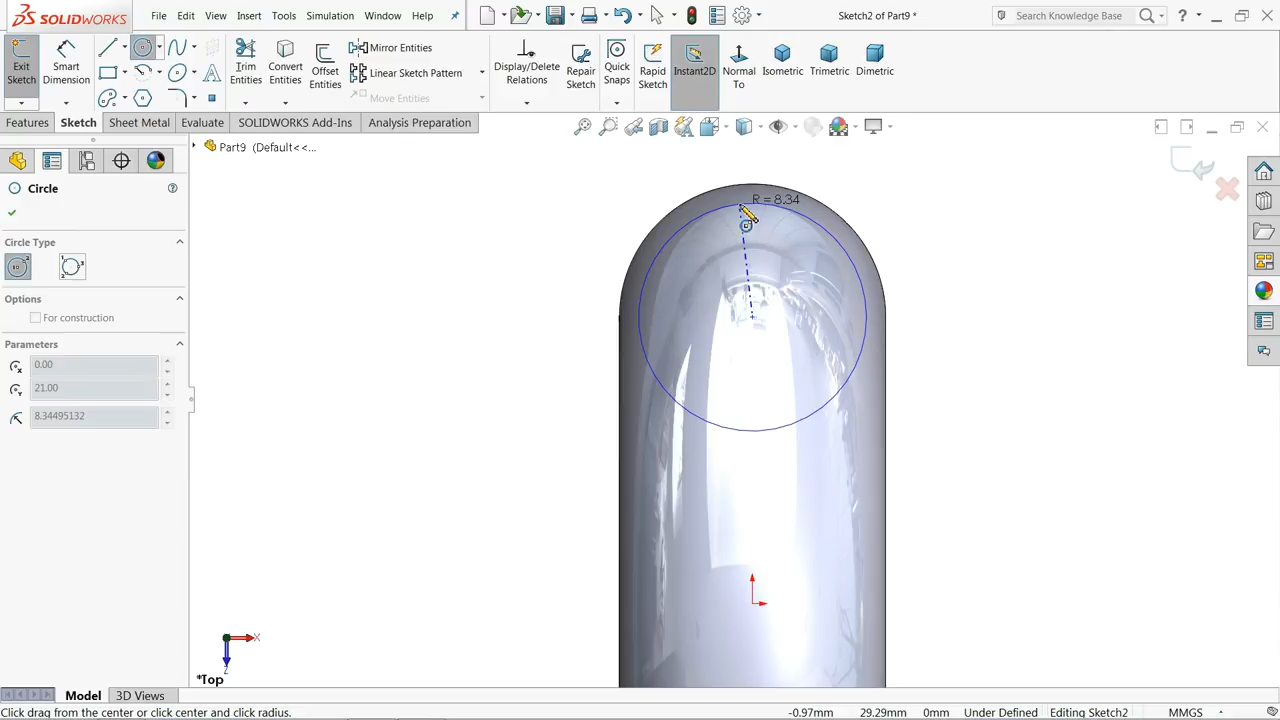 SOLIDWORKS
File Edit View Insert Tools Simulation Window Help
Sketch2 of Part9 *
Search Knowledge Base
Exit Sketch
Smart Dimension
Trim Entities
Convert Entities
Offset Entities
Mirror Entities
Linear Sketch Pattern
Move Entities
Display/Delete Relations
Repair Sketch
Quick Snaps
Rapid Sketch
Instant2D
Normal To
Isometric
Trimetric
Dimetric
Features Sketch Sheet Metal Evaluate SOLIDWORKS Add-Ins Analysis Preparation
Part9 (Default<<...
Circle
Circle Type
Options
For construction
Parameters
0.00
21.00
8.34495132
R = 8.34
X
Z
*Top
Model 3D Views
Click drag from the center or click center and click radius.
-0.97mm 29.29mm 0mm Under Defined Editing Sketch2 MMGS